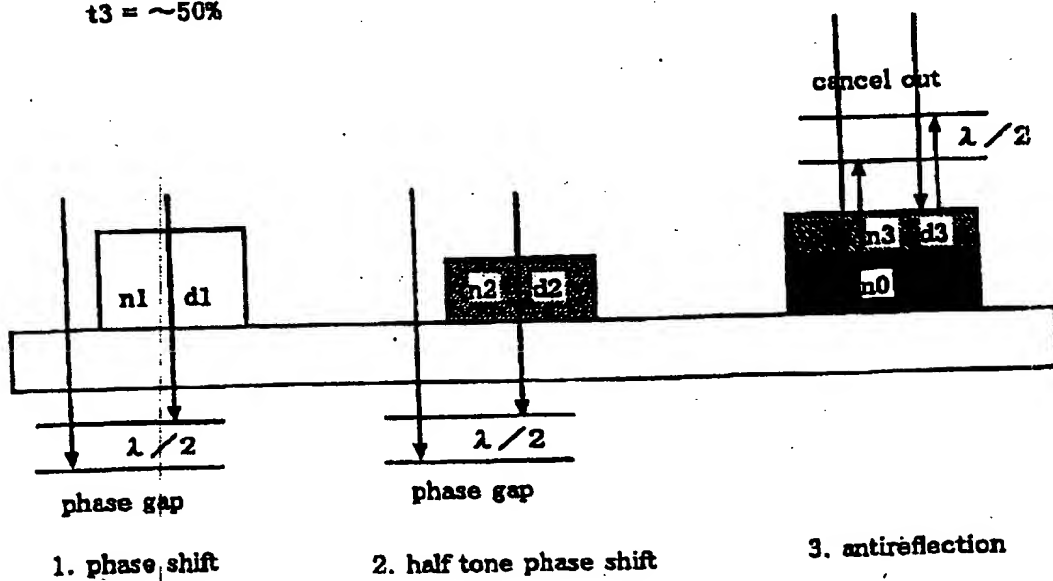 t3 = ~50%
cancel out
λ/2
n3 d3
n0
n1 d1
n2 d2
λ/2
phase gap
λ/2
phase gap
1. phase shift
2. half tone phase shift
3. antireflection